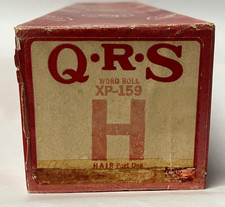 Q·R·S
WORD ROLL
XP-159
H
HAIR Part One